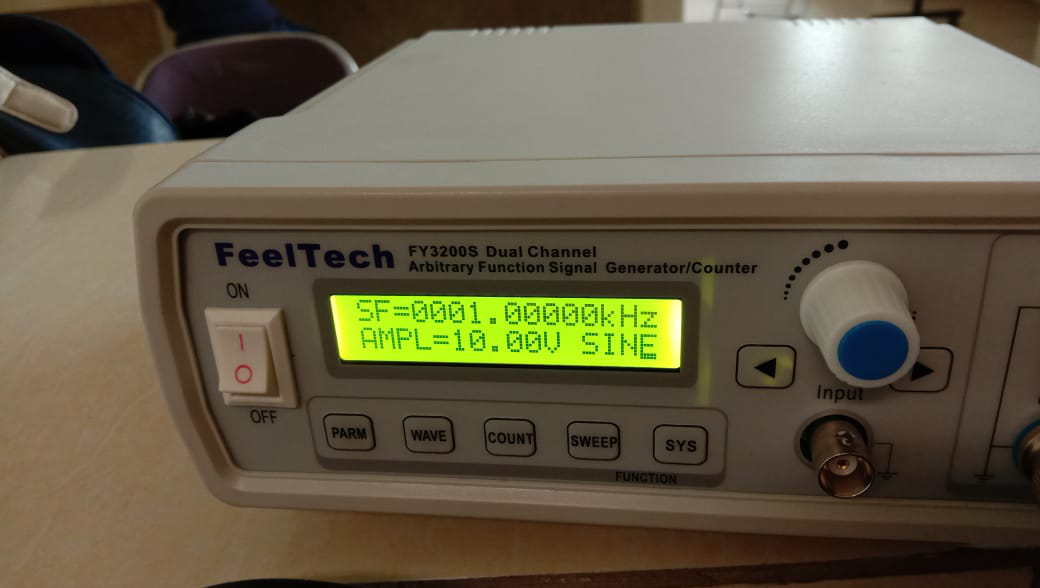 FeelTech
FY3200S Dual Channel
Arbitrary Function Signal Generator/Counter
ON
SF=0001.00000kHz
AMPL=10.00V SINE
I
O
OFF
Input
PARM
WAVE
COUNT
SWEEP
SYS
FUNCTION